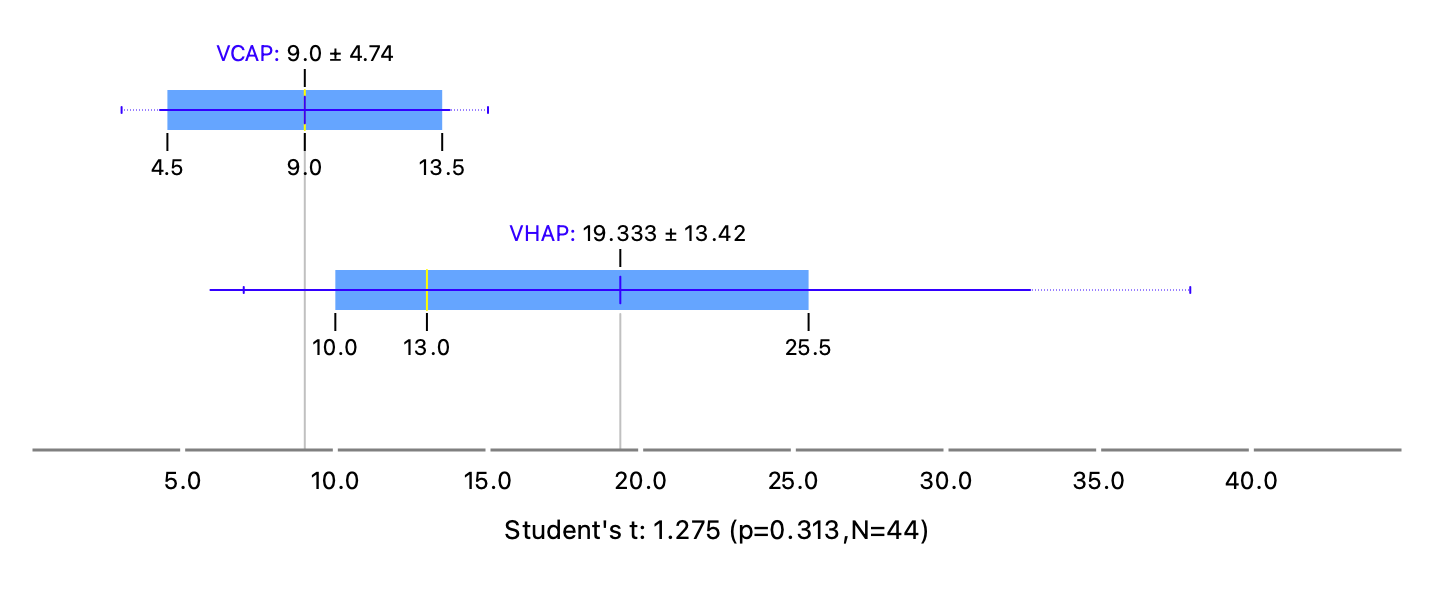 VCAP: 9.0 ± 4.74
4.5 9.0 13.5
VHAP: 19.333 ± 13.42
10.0 13.0 25.5
5.0 10.0 15.0 20.0 25.0 30.0 35.0 40.0
Student's t: 1.275 (p=0.313,N=44)